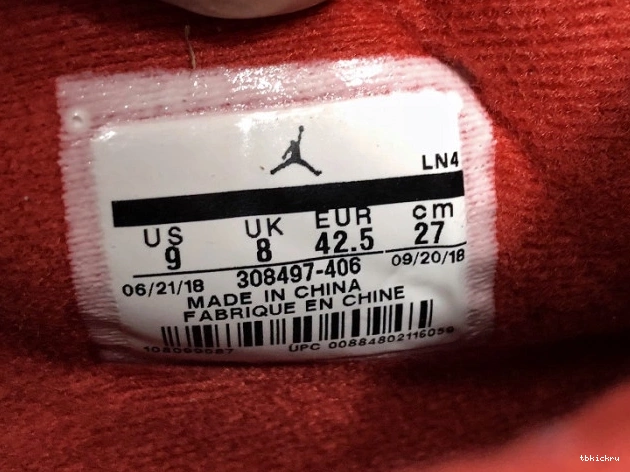 LN4
US UK EUR cm
9 8 42.5 27
06/21/18 308497-406 09/20/18
MADE IN CHINA
FABRIQUE EN CHINE
UPC 00884802116059
tbkickru